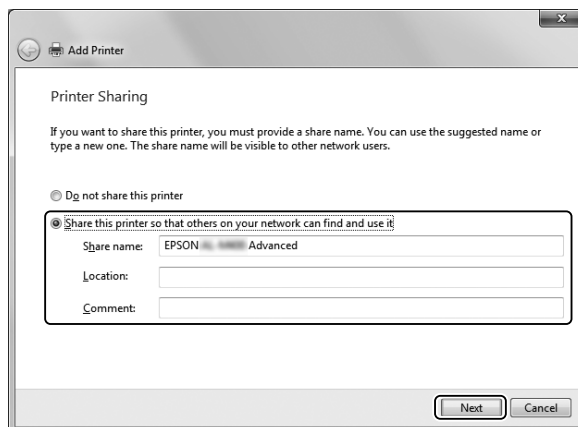 Add Printer
Printer Sharing
If you want to share this printer, you must provide a share name. You can use the suggested name or
type a new one. The share name will be visible to other network users.
Do not share this printer
Share this printer so that others on your network can find and use it
Share name: EPSON Advanced
Location:
Comment:
Next Cancel